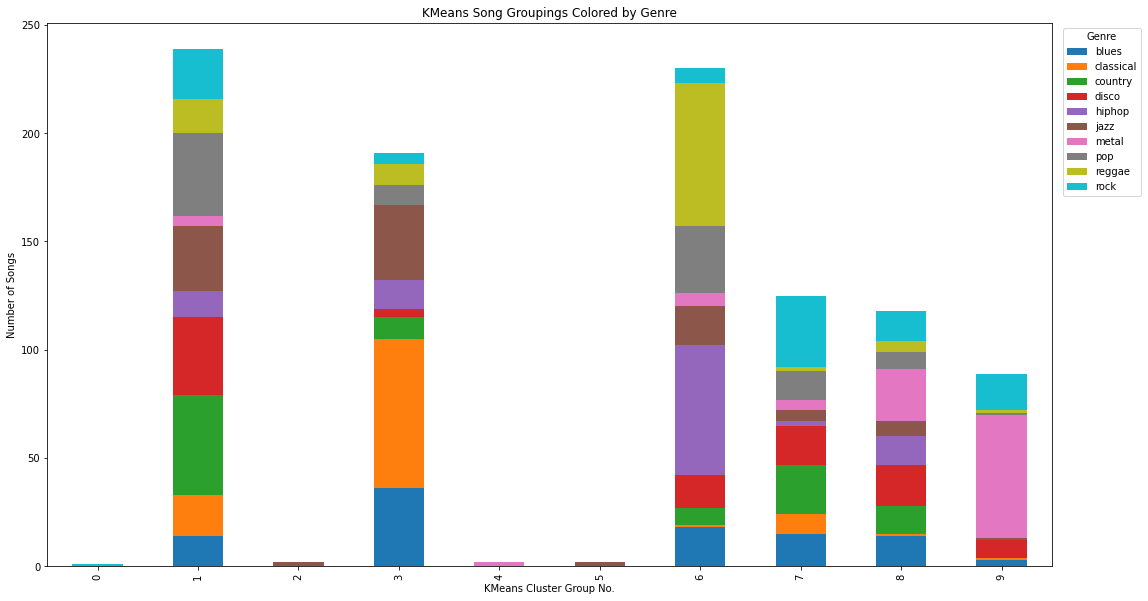 KMeans Song Groupings Colored by Genre
Number of Songs
250
200
150
100
50
0
0 1 2 3 4 5 6 7 8 9
KMeans Cluster Group No.
Genre
blues
classical
country
disco
hiphop
jazz
metal
pop
reggae
rock